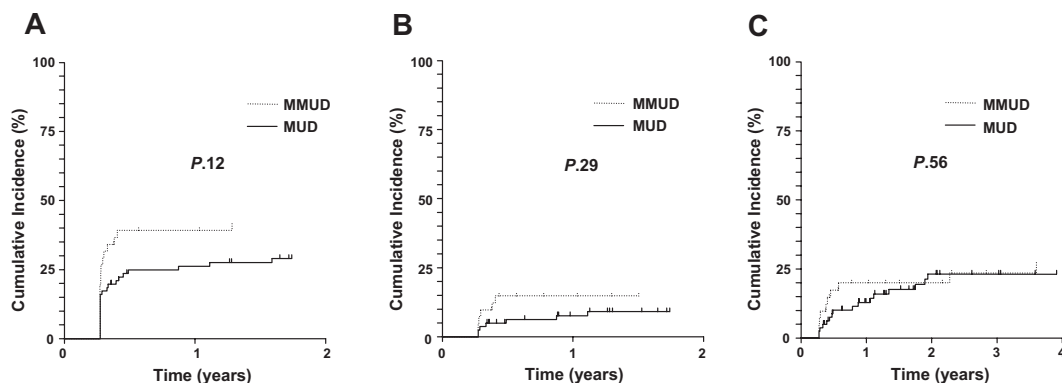 A
Cumulative Incidence (%)
100
75
50
25
0
MMUD
MUD
P.12
0 1 2
Time (years)
B
Cumulative Incidence (%)
100
75
50
25
0
MMUD
MUD
P.29
0 1 2
Time (years)
C
Cumulative Incidence (%)
100
75
50
25
0
MMUD
MUD
P.56
0 1 2 3 4
Time (years)